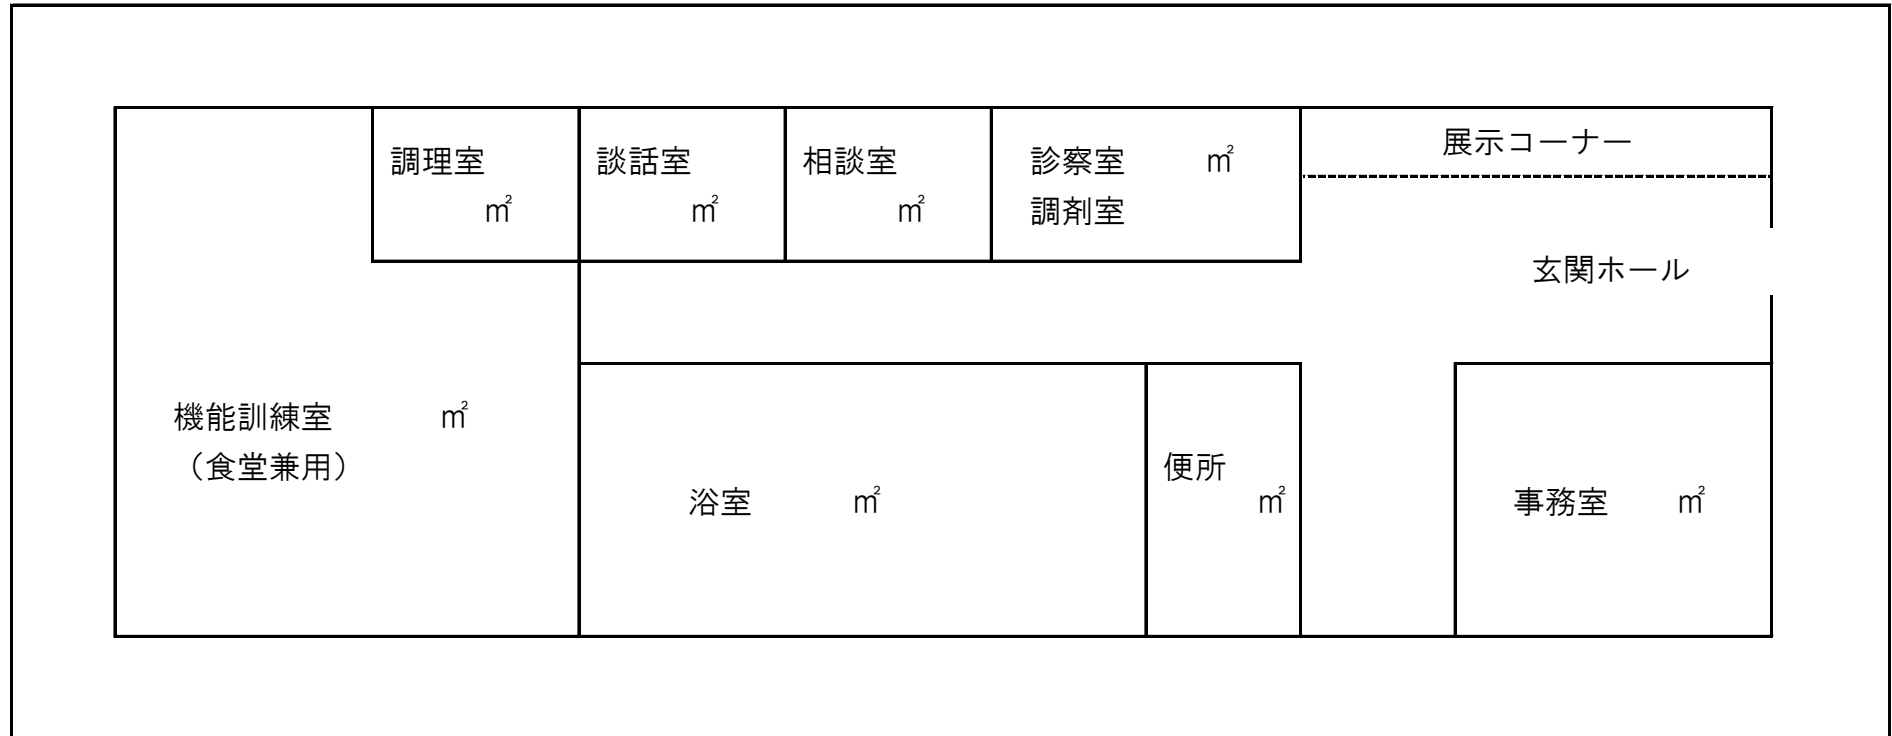 展示コーナー
調理室
㎡
談話室
㎡
相談室
㎡
診察室 ㎡
調剤室
玄関ホール
機能訓練室 ㎡
（食堂兼用）
浴室 ㎡
便所
㎡
事務室 ㎡